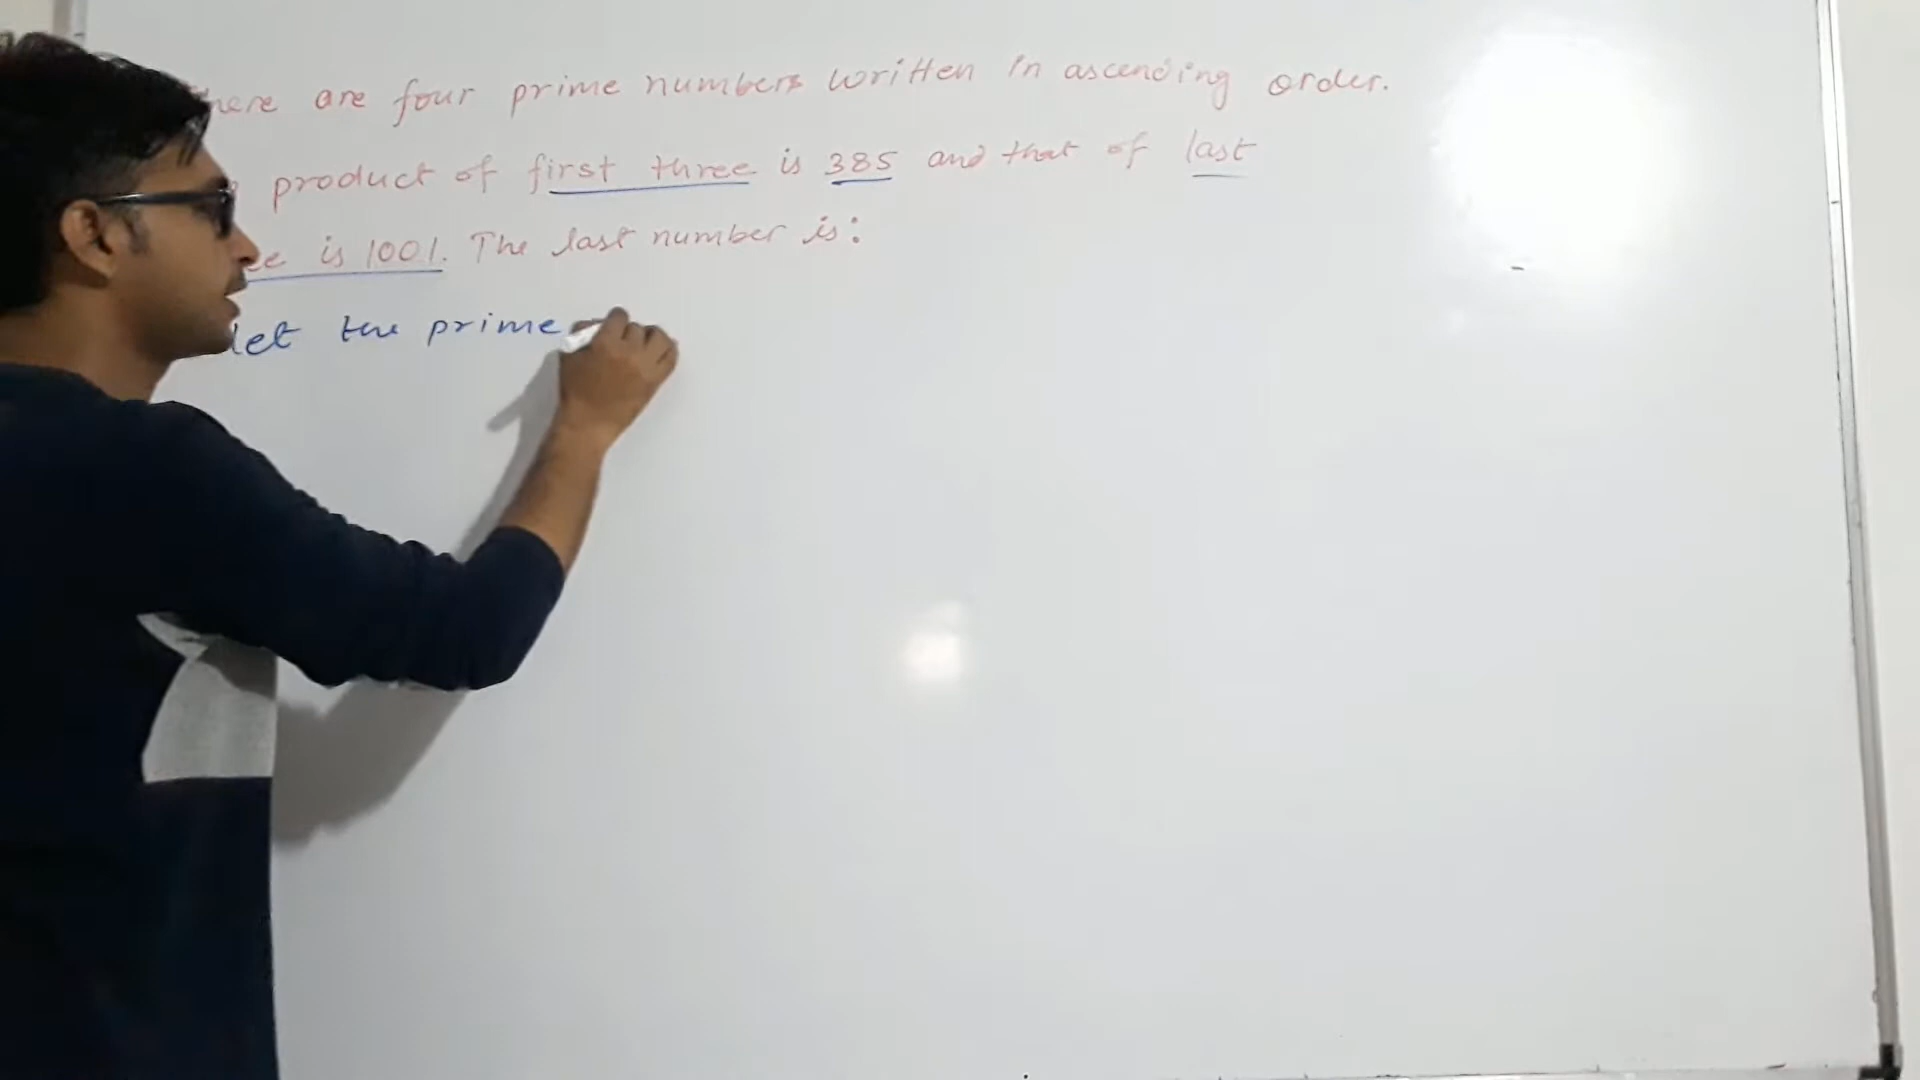 here are four prime numbers written in ascending order.
product of first three is 385 and that of last
ee is 1001. The last number is:
let the prime